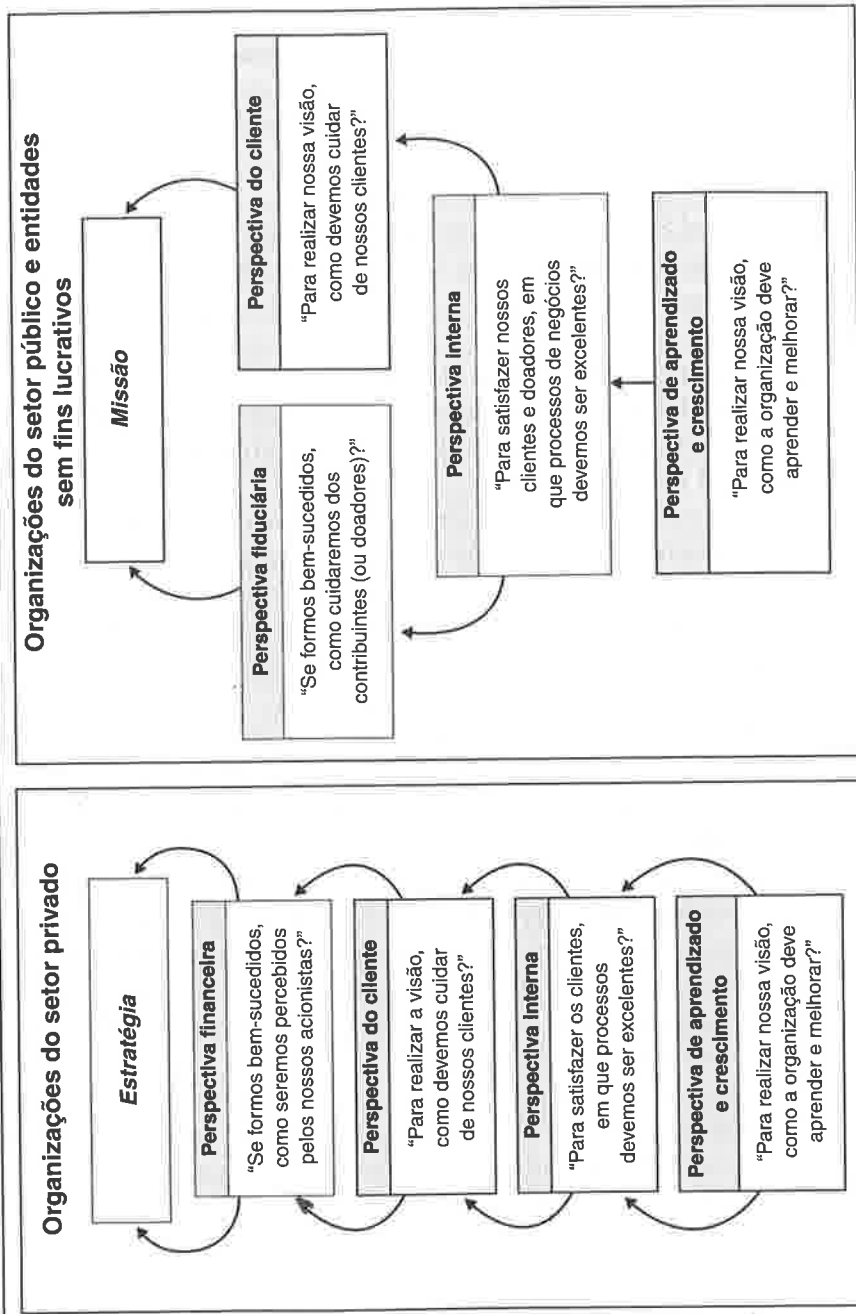 Organizações do setor privado
Estratégia
Perspectiva financeira
“Se formos bem-sucedidos,
como seremos percebidos
pelos nossos acionistas?”
Perspectiva do cliente
“Para realizar a visão,
como devemos cuidar
de nossos clientes?”
Perspectiva interna
“Para satisfazer os clientes,
em que processos
devemos ser excelentes?”
Perspectiva de aprendizado
e crescimento
“Para realizar nossa visão,
como a organização deve
aprender e melhorar?”
Organizações do setor público e entidades
sem fins lucrativos
Missão
Perspectiva fiduciária
“Se formos bem-sucedidos,
como cuidaremos dos
contribuintes (ou doadores)?”
Perspectiva do cliente
“Para realizar nossa visão,
como devemos cuidar
de nossos clientes?”
Perspectiva interna
“Para satisfazer nossos
clientes e doadores, em
que processos de negócios
devemos ser excelentes?”
Perspectiva de aprendizado
e crescimento
“Para realizar nossa visão,
como a organização deve
aprender e melhorar?”